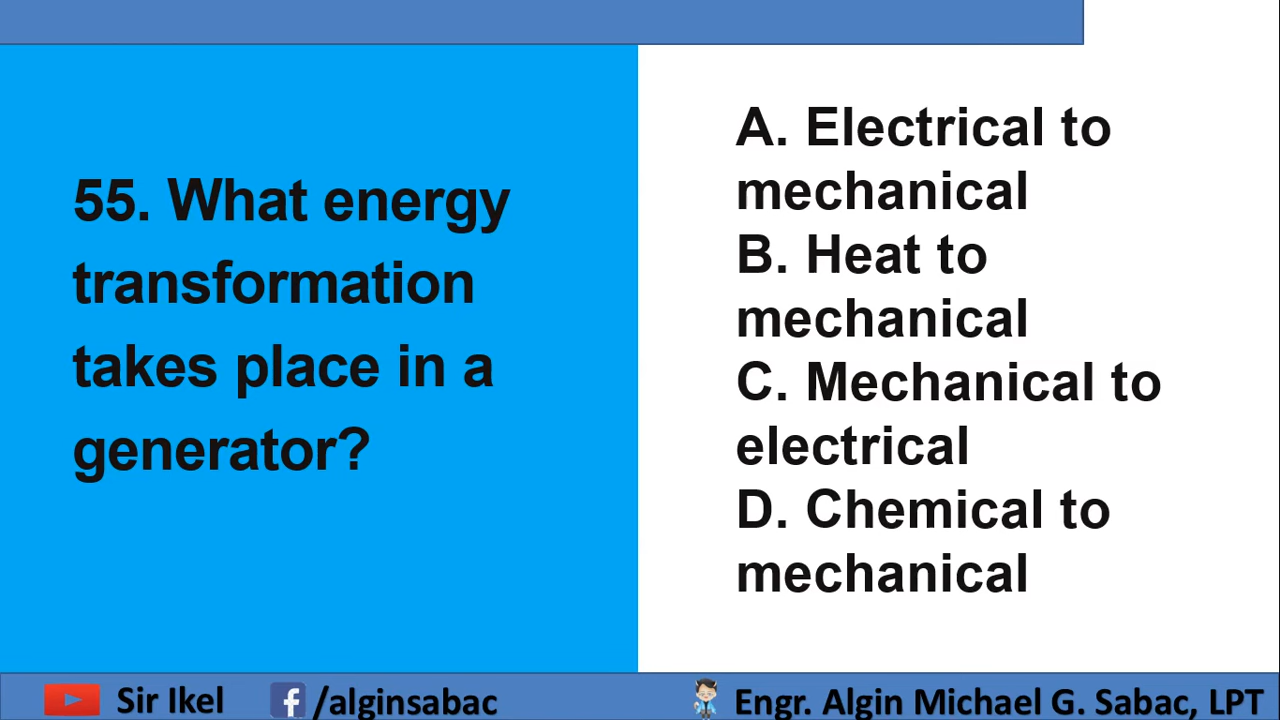 55. What energy
transformation
takes place in a
generator?
A. Electrical to
mechanical
B. Heat to
mechanical
C. Mechanical to
electrical
D. Chemical to
mechanical
Sir Ikel
f /alginsabac
Engr. Algin Michael G. Sabac, LPT